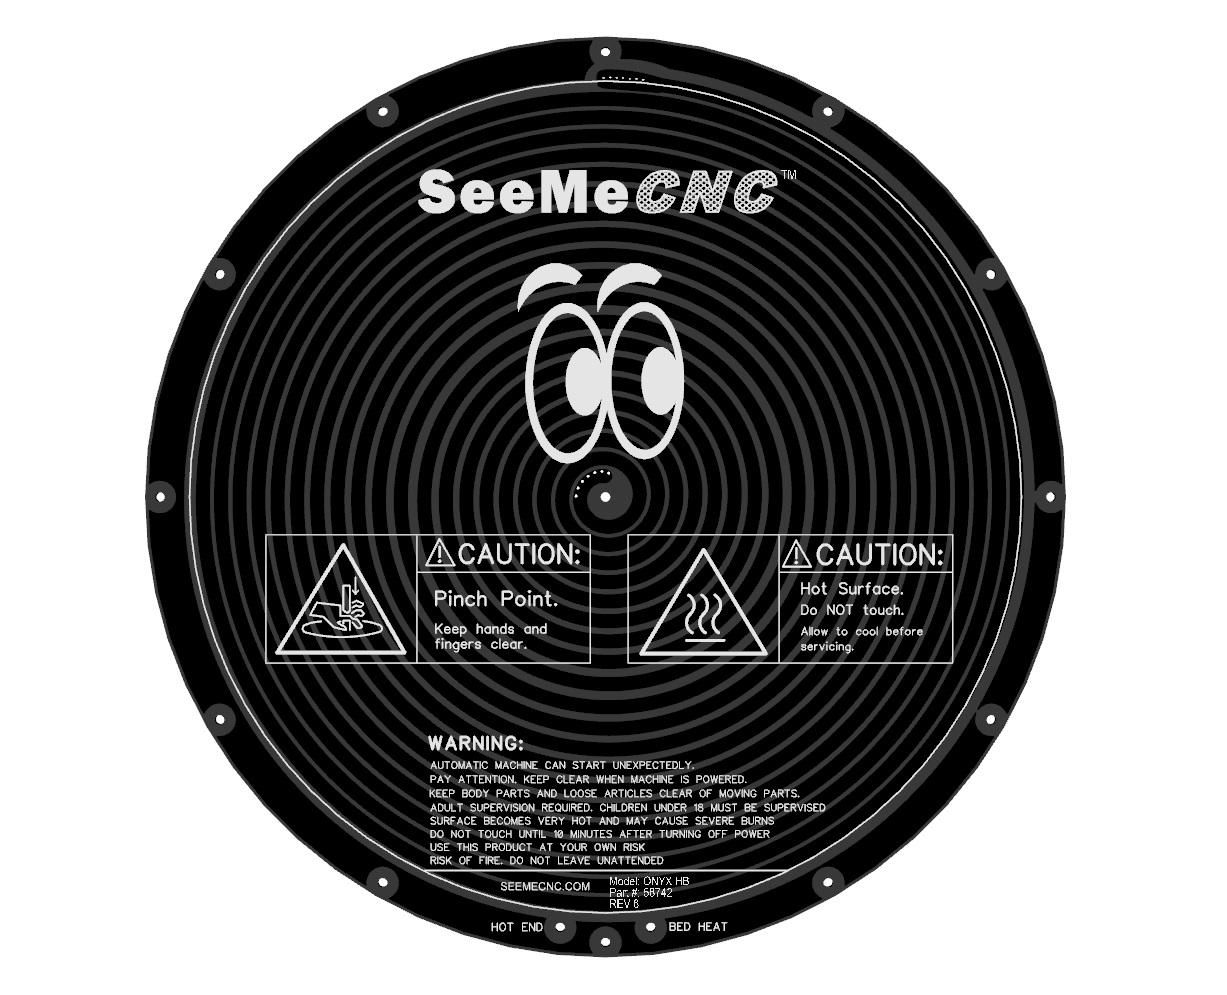 SeeMeCNC™
CAUTION:
Pinch Point.
Keep hands and
fingers clear.
CAUTION:
Hot Surface.
Do NOT touch.
Allow to cool before
servicing.
WARNING:
AUTOMATIC MACHINE CAN START UNEXPECTEDLY.
PAY ATTENTION. KEEP CLEAR WHEN MACHINE IS POWERED.
KEEP BODY PARTS AND LOOSE ARTICLES CLEAR OF MOVING PARTS.
ADULT SUPERVISION REQUIRED. CHILDREN UNDER 18 MUST BE SUPERVISED
SURFACE BECOMES VERY HOT AND MAY CAUSE SEVERE BURNS
DO NOT TOUCH UNTIL 10 MINUTES AFTER TURNING OFF POWER
USE THIS PRODUCT AT YOUR OWN RISK
RISK OF FIRE. DO NOT LEAVE UNATTENDED
SEEMECNC.COM
Model: ONYX HB
Part #: 68742
REV 6
HOT END
BED HEAT